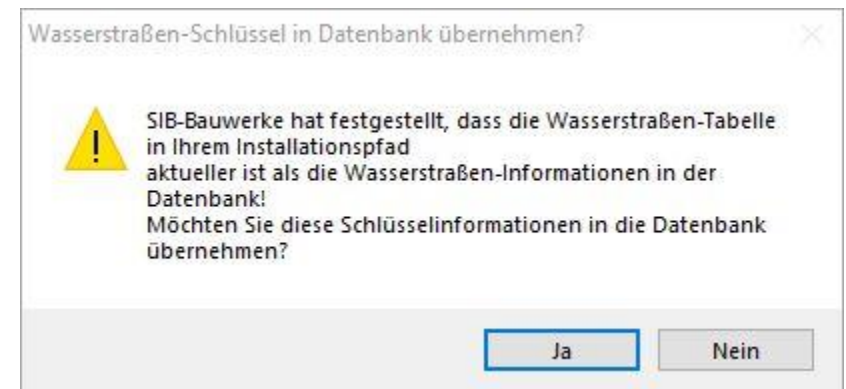 Wasserstraßen-Schlüssel in Datenbank übernehmen?
SIB-Bauwerke hat festgestellt, dass die Wasserstraßen-Tabelle
in Ihrem Installationspfad
aktueller ist als die Wasserstraßen-Informationen in der
Datenbank!
Möchten Sie diese Schlüsselinformationen in die Datenbank
übernehmen?
Ja
Nein